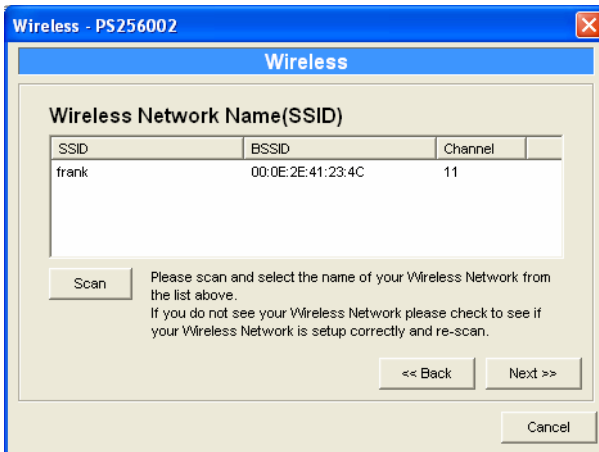 Wireless - PS256002
Wireless
Wireless Network Name(SSID)
SSID BSSID Channel
frank 00:0E:2E:41:23:4C 11
Scan
Please scan and select the name of your Wireless Network from
the list above.
If you do not see your Wireless Network please check to see if
your Wireless Network is setup correctly and re-scan.
<< Back Next >>
Cancel